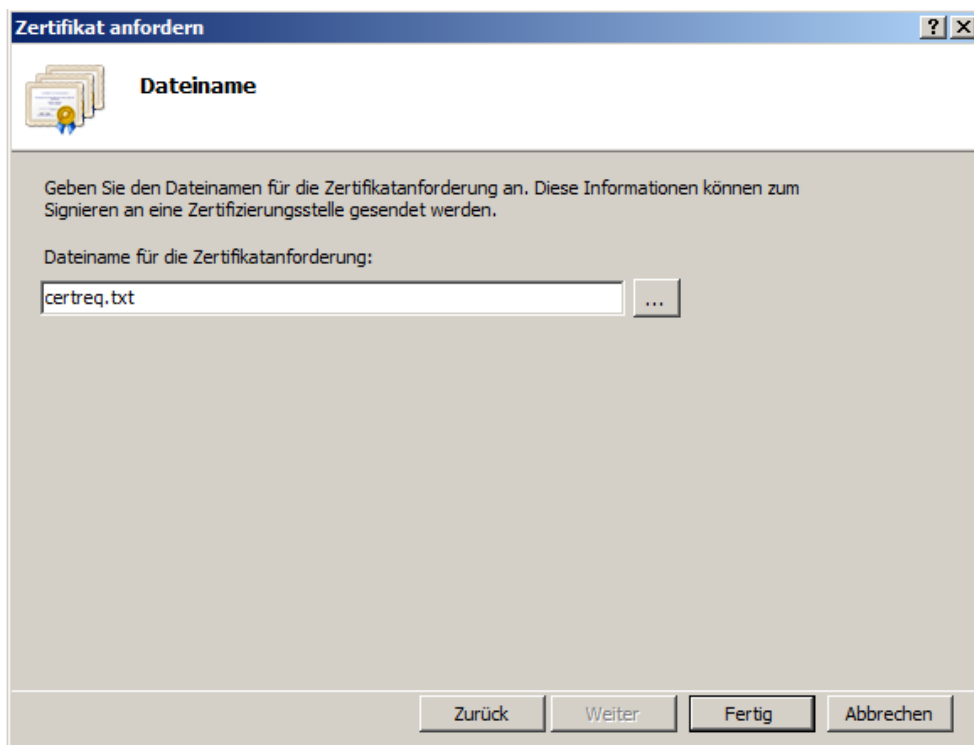 Zertifikat anfordern
Dateiname
Geben Sie den Dateinamen für die Zertifikatanforderung an. Diese Informationen können zum
Signieren an eine Zertifizierungsstelle gesendet werden.
Dateiname für die Zertifikatanforderung:
certreq.txt
...
Zurück Weiter Fertig Abbrechen